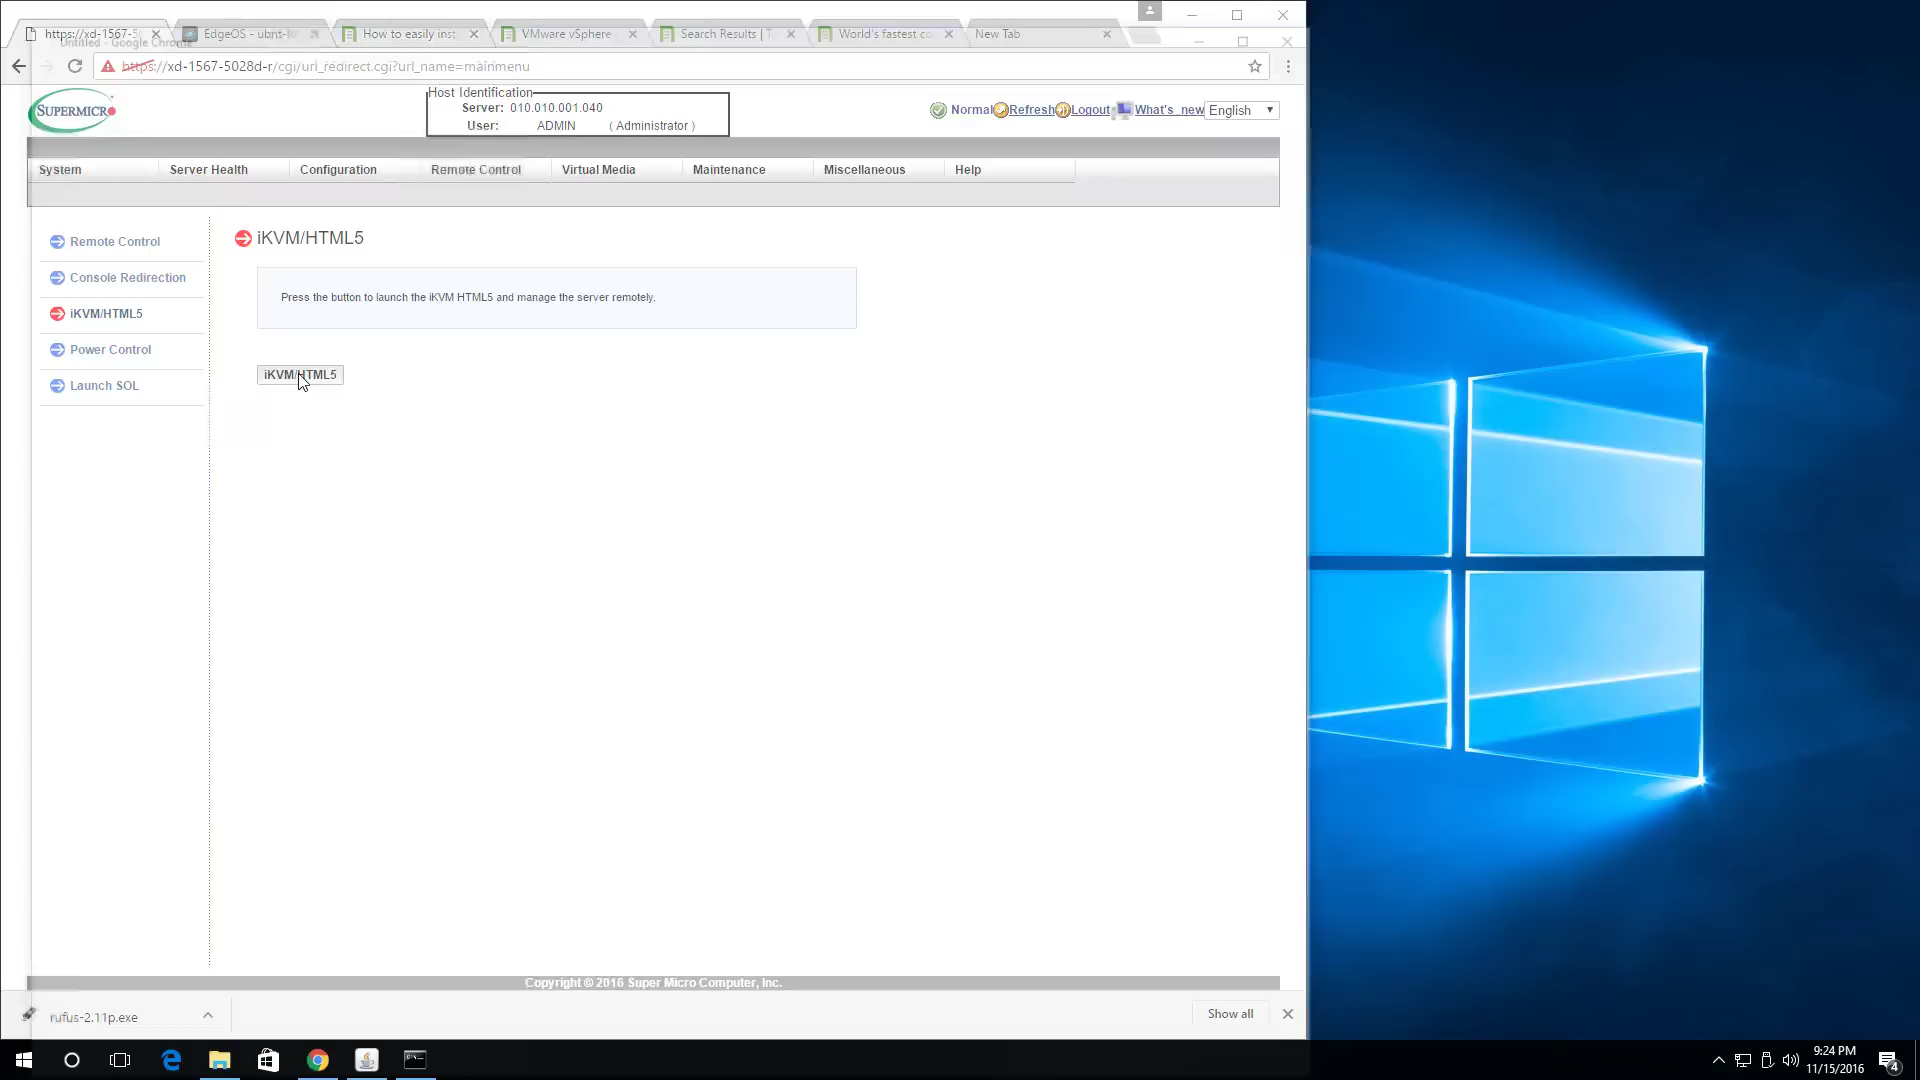 https://xd-1567-5
EdgeOS - ubnt-
How to easily inst
VMware vSphere
Search Results | T
World's fastest co
New Tab
Untitled - Google Chrome
https://xd-1567-5028d-r/cgi/url_redirect.cgi?url_name=mainmenu
SUPERMICR
Host Identification
Server: 010.010.001.040
User: ADMIN ( Administrator )
Normal Refresh Logout What's_new English
System Server Health Configuration Remote Control Virtual Media Maintenance Miscellaneous Help
Remote Control
Console Redirection
iKVM/HTML5
Power Control
Launch SOL
iKVM/HTML5
Press the button to launch the iKVM HTML5 and manage the server remotely.
iKVM/HTML5
Copyright © 2016 Super Micro Computer, Inc.
rufus-2.11p.exe
Show all
9:24 PM
11/15/2016
4